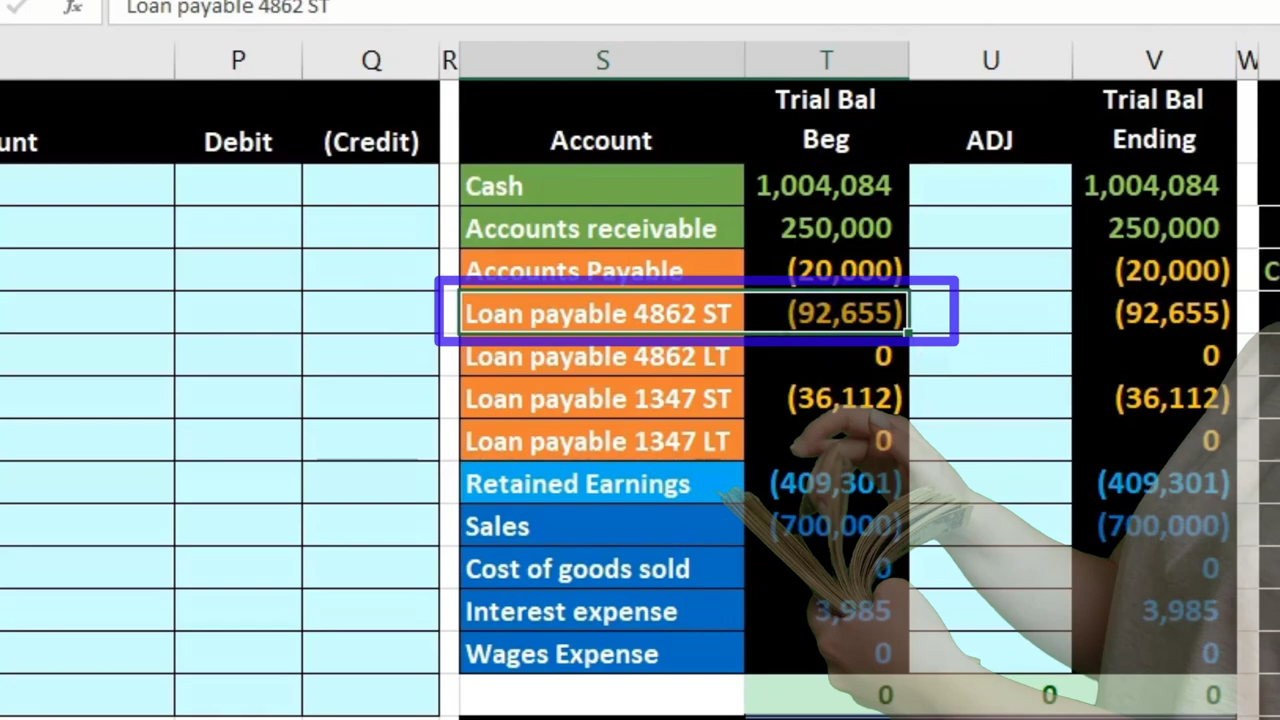 fx Loan payable 4862 ST
P Q R S T U V W
Trial Bal Trial Bal
unt Debit (Credit) Account Beg ADJ Ending
Cash 1,004,084 1,004,084
Accounts receivable 250,000 250,000
Accounts Payable (20,000) (20,000) C
Loan payable 4862 ST (92,655) (92,655)
Loan payable 4862 LT 0 0
Loan payable 1347 ST (36,112) (36,112)
Loan payable 1347 LT 0 0
Retained Earnings (409,301) (409,301)
Sales (700,000) (700,000)
Cost of goods sold 0 0
Interest expense 3,985 3,985
Wages Expense 0 0
0 0 0